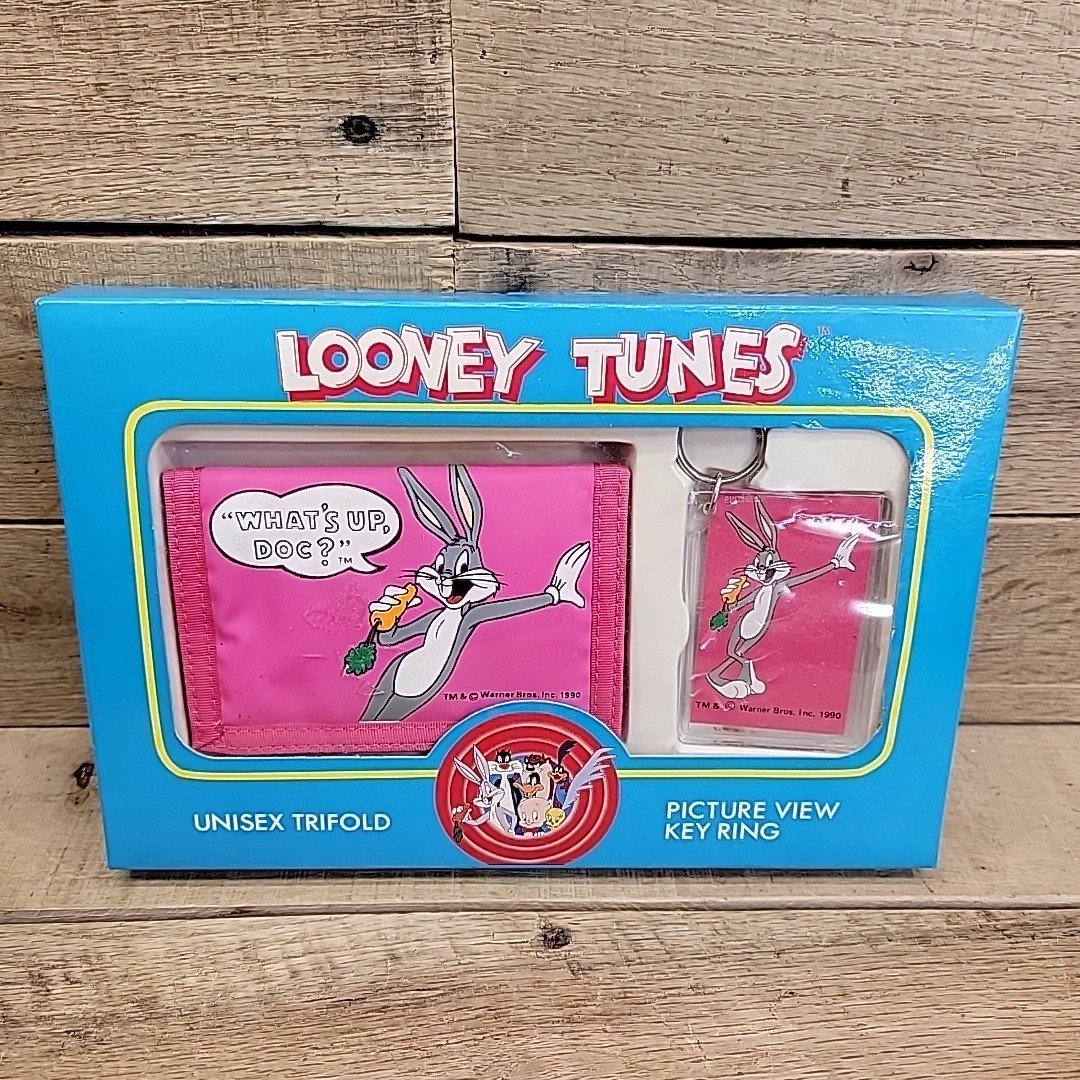 LOONEY TUNES™
"WHAT'S UP,
DOC?"™
TM & © Warner Bros. Inc. 1990
TM & © Warner Bros. Inc. 1990
UNISEX TRIFOLD
PICTURE VIEW
KEY RING